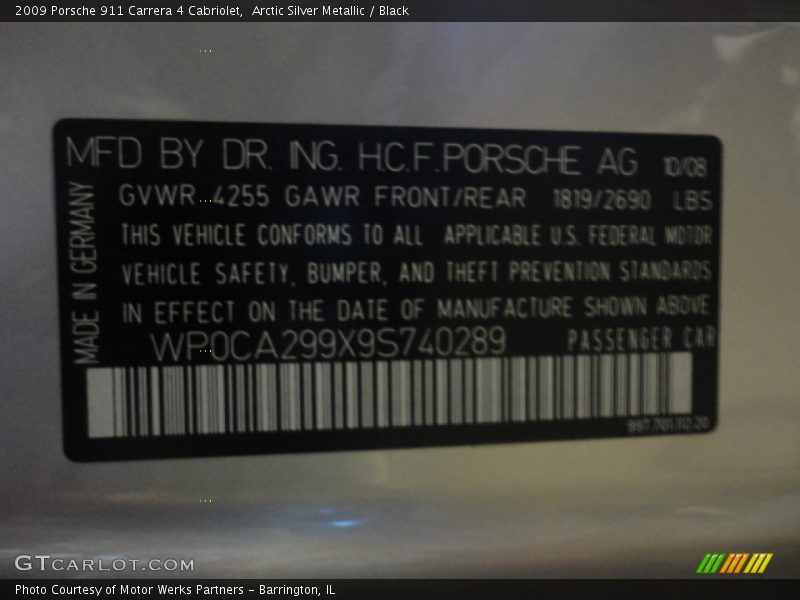 2009 Porsche 911 Carrera 4 Cabriolet,  Arctic Silver Metallic / Black
MFD BY DR. ING. H.C.F. PORSCHE AG 10/08
GVWR 4255 GAWR FRONT/REAR 1819/2690 LBS
THIS VEHICLE CONFORMS TO ALL APPLICABLE U.S. FEDERAL MOTOR
VEHICLE SAFETY, BUMPER, AND THEFT PREVENTION STANDARDS
IN EFFECT ON THE DATE OF MANUFACTURE SHOWN ABOVE
WP0CA299X9S740289 PASSENGER CAR
MADE IN GERMANY
997.701.112.20
GTCARLOT.COM
Photo Courtesy of Motor Werks Partners - Barrington, IL